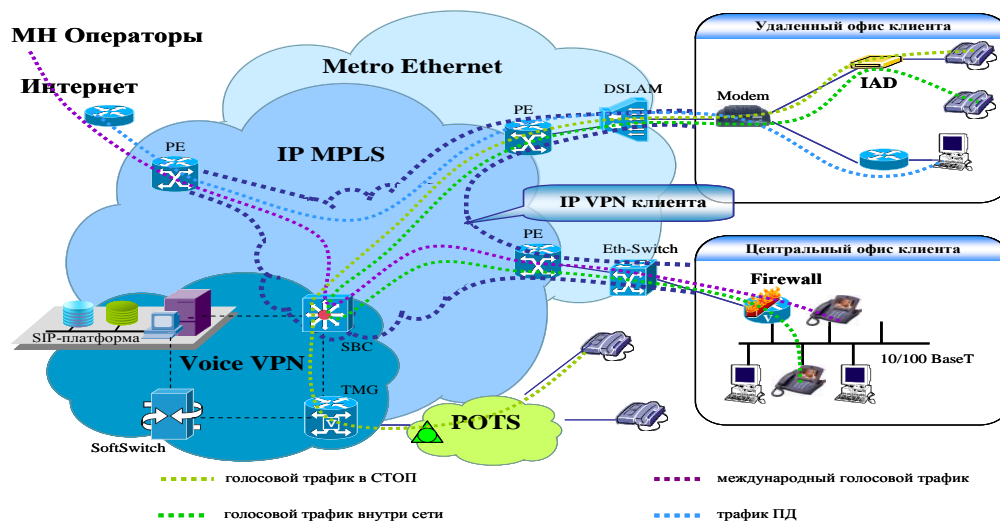 Удаленный офис клиента
МН Операторы
Интернет
Metro Ethernet
DSLAM
Modem
IAD
PE
PE
IP MPLS
IP VPN клиента
PE
Eth-Switch
Центральный офис клиента
Firewall
V
10/100 BaseT
SIP-платформа
SBC
Voice VPN
TMG
V
SoftSwitch
POTS
голосовой трафик в СТОП
международный голосовой трафик
голосовой трафик внутри сети
трафик ПД